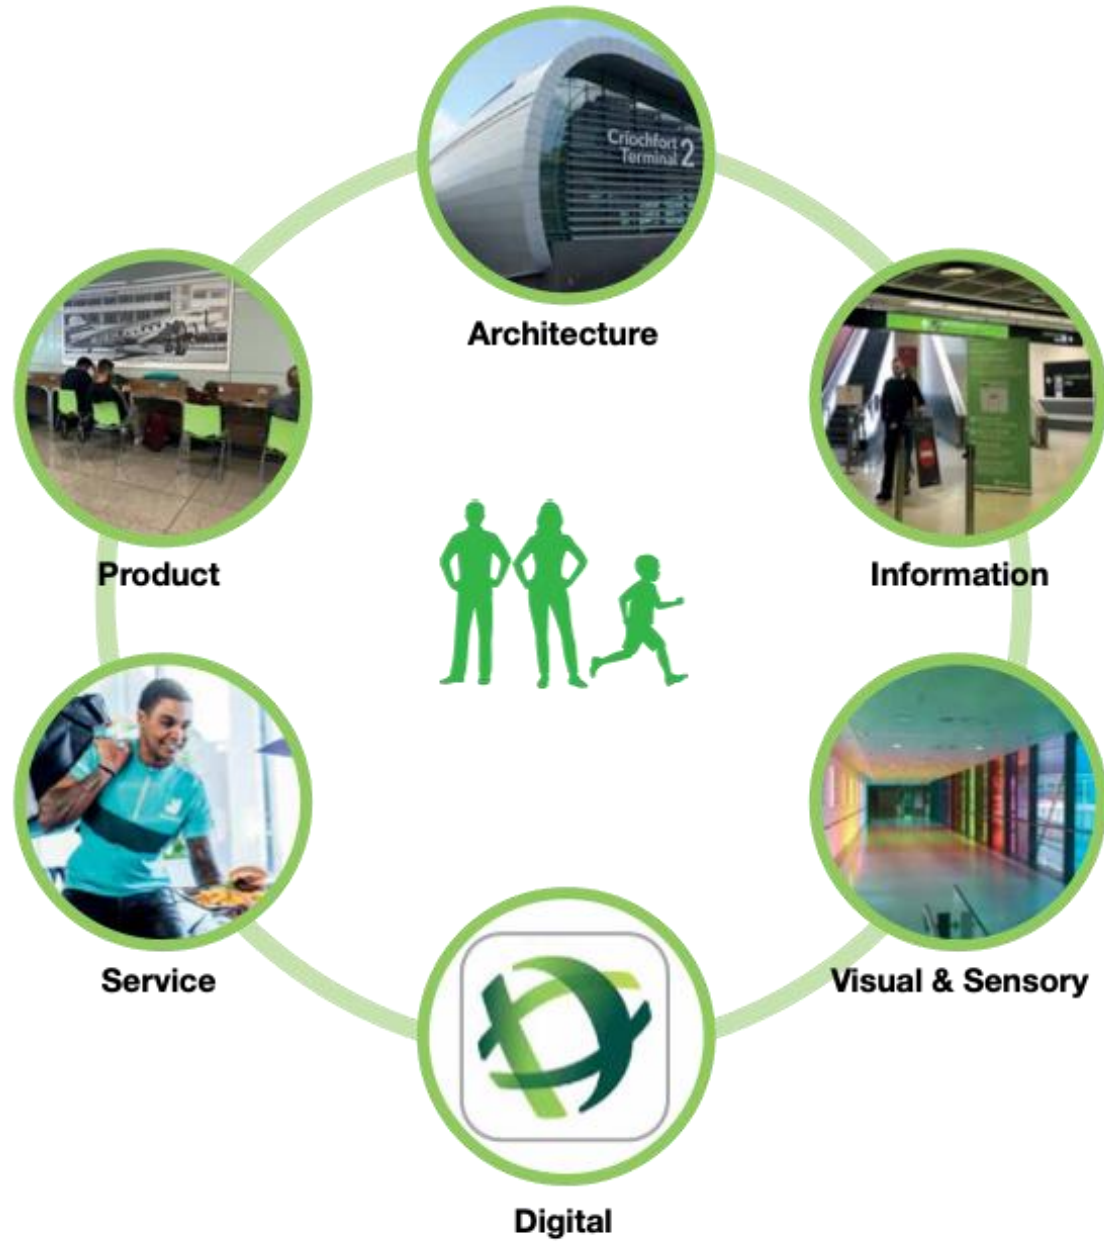 Críochfort
Terminal 2
Architecture
Product
Information
Service
Visual & Sensory
Digital